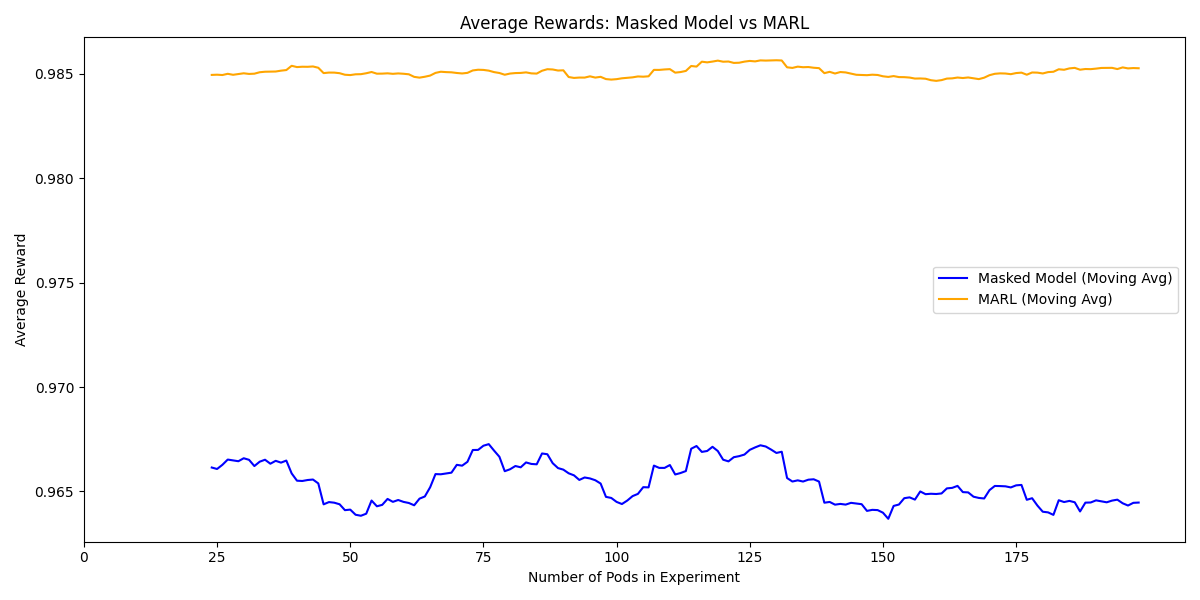 Average Rewards: Masked Model vs MARL
Average Reward
0.985
0.980
0.975
0.970
0.965
Masked Model (Moving Avg)
MARL (Moving Avg)
0 25 50 75 100 125 150 175
Number of Pods in Experiment